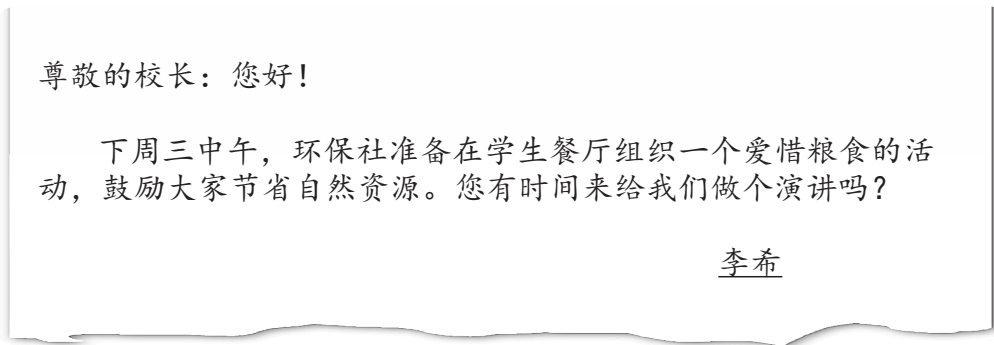 尊敬的校长：您好！
下周三中午，环保社准备在学生餐厅组织一个爱惜粮食的活
动，鼓励大家节省自然资源。您有时间来给我们做个演讲吗？
李希